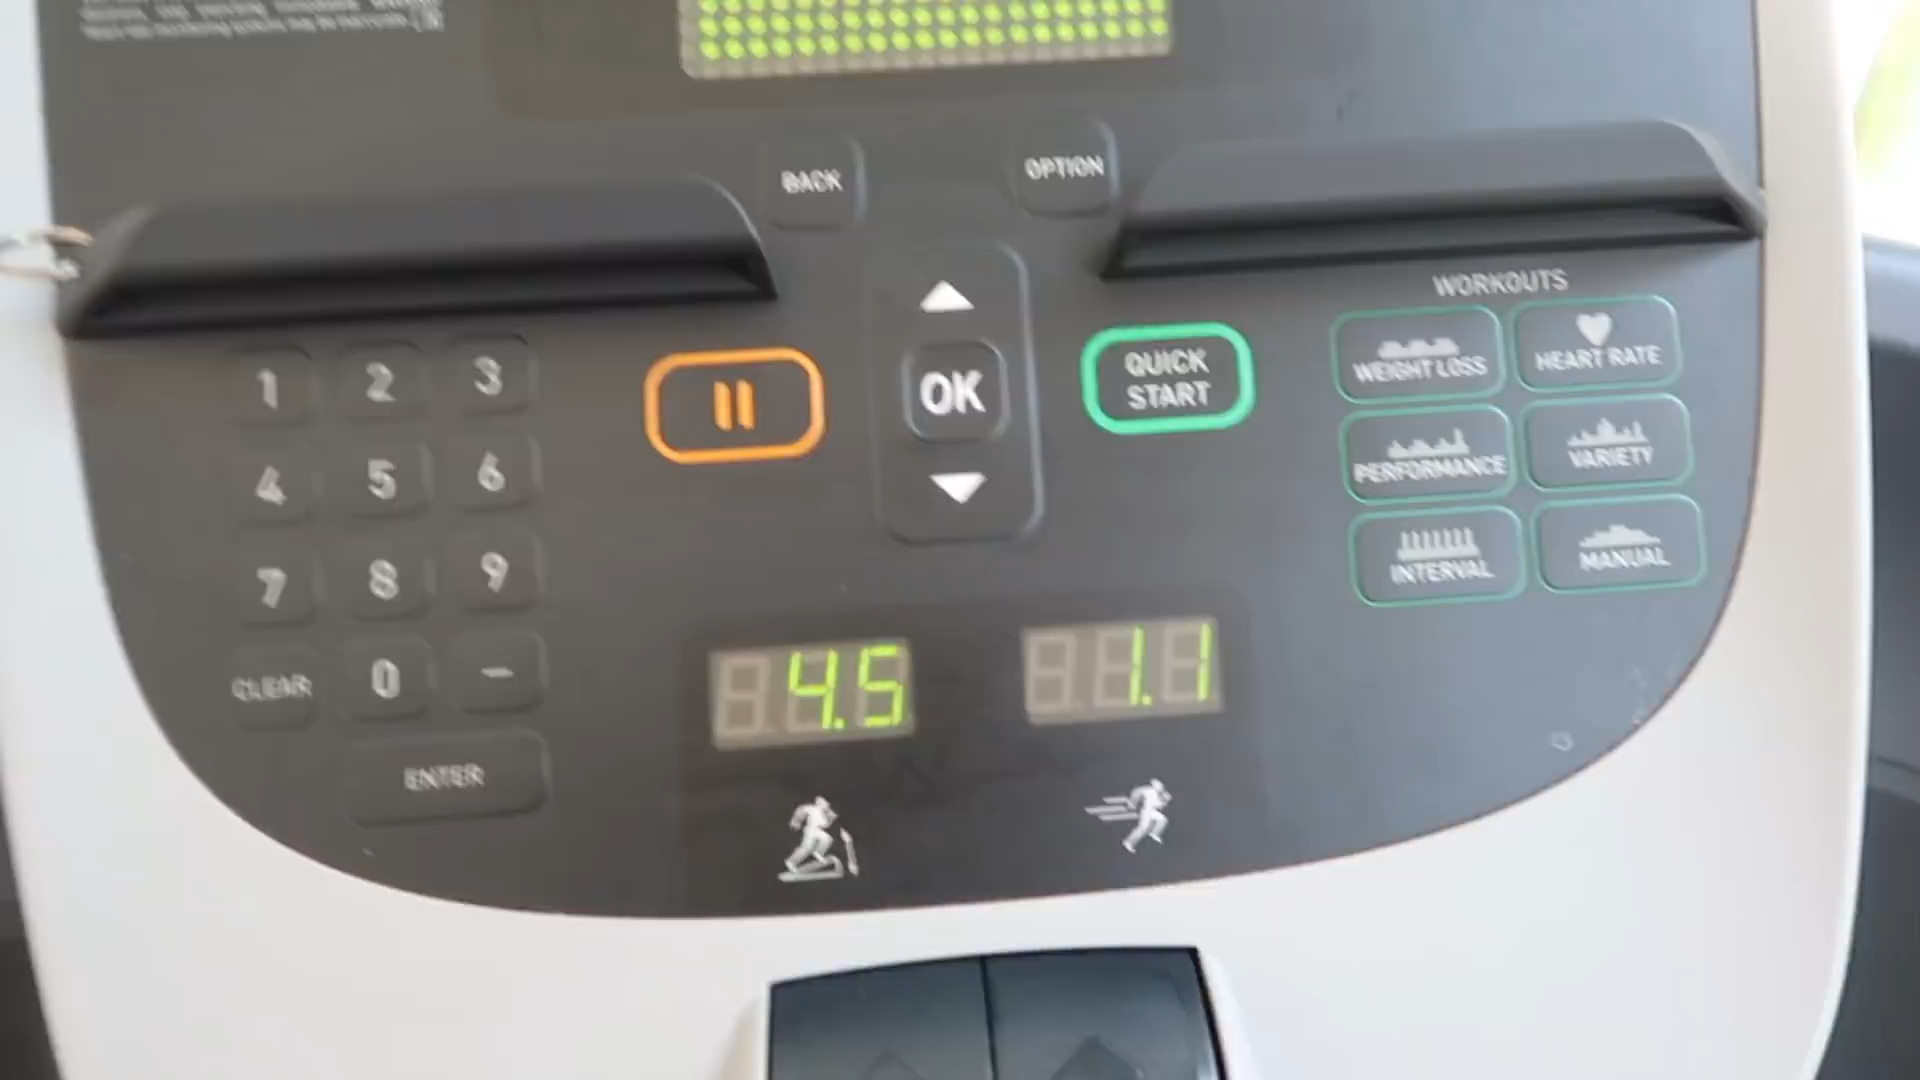 BACK
OPTION
WORKOUTS
1 2 3
4 5 6
7 8 9
CLEAR 0 –
ENTER
OK
QUICK
START
WEIGHT LOSS
HEART RATE
PERFORMANCE
VARIETY
INTERVAL
MANUAL
4.5
1.1